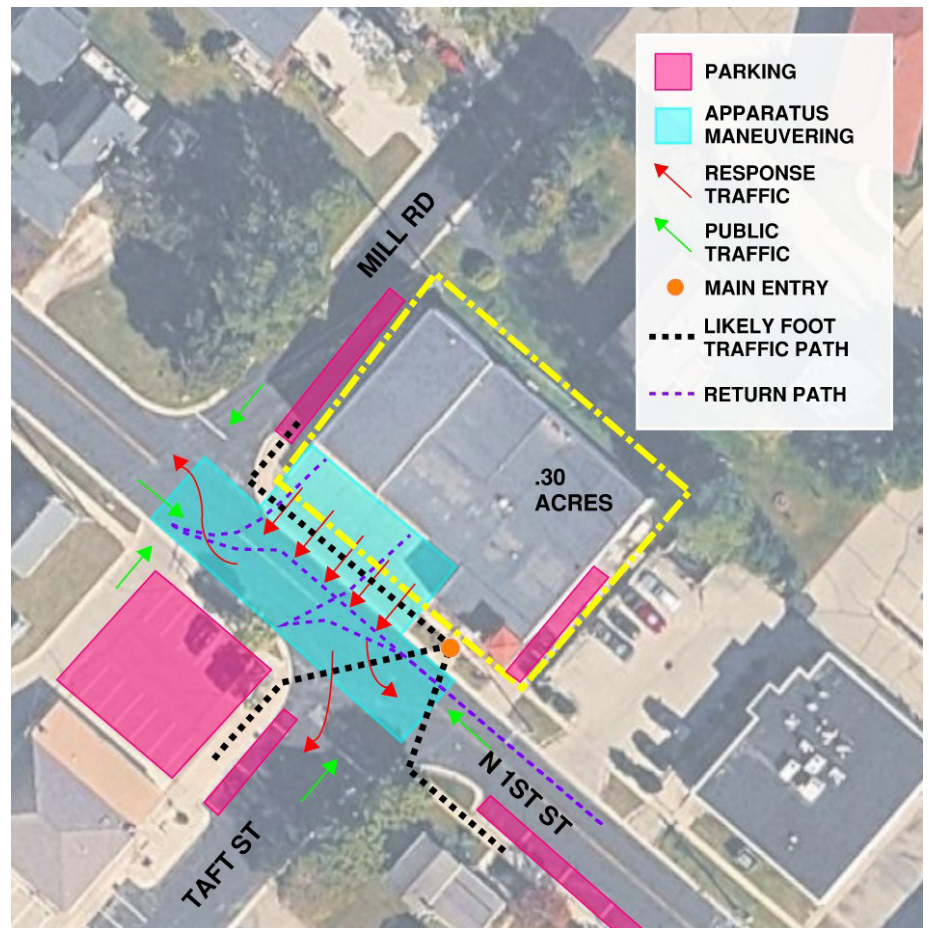 PARKING
APPARATUS
MANEUVERING
RESPONSE
TRAFFIC
PUBLIC
TRAFFIC
MAIN ENTRY
LIKELY FOOT
TRAFFIC PATH
RETURN PATH
MILL RD
.30
ACRES
N 1ST ST
TAFT ST